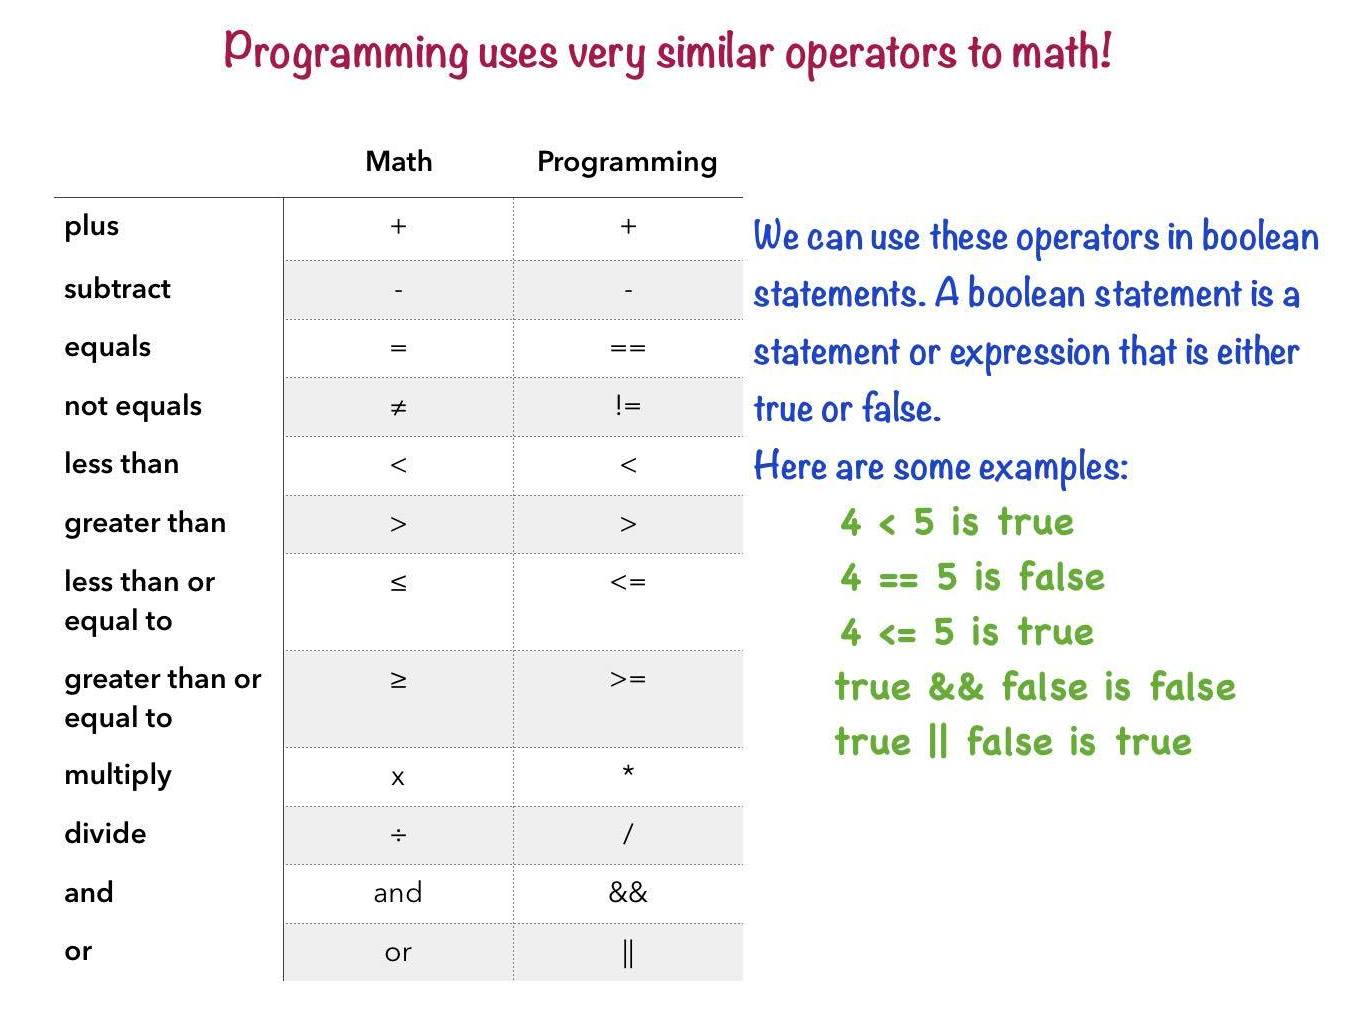 Programming uses very similar operators to math!
Math Programming
plus + +
subtract - -
equals = ==
not equals ≠ !=
less than < <
greater than > >
less than or ≤ <=
equal to
greater than or ≥ >=
equal to
multiply x *
divide ÷ /
and and &&
or or ||
We can use these operators in boolean
statements. A boolean statement is a
statement or expression that is either
true or false.
Here are some examples:
4 < 5 is true
4 == 5 is false
4 <= 5 is true
true && false is false
true || false is true